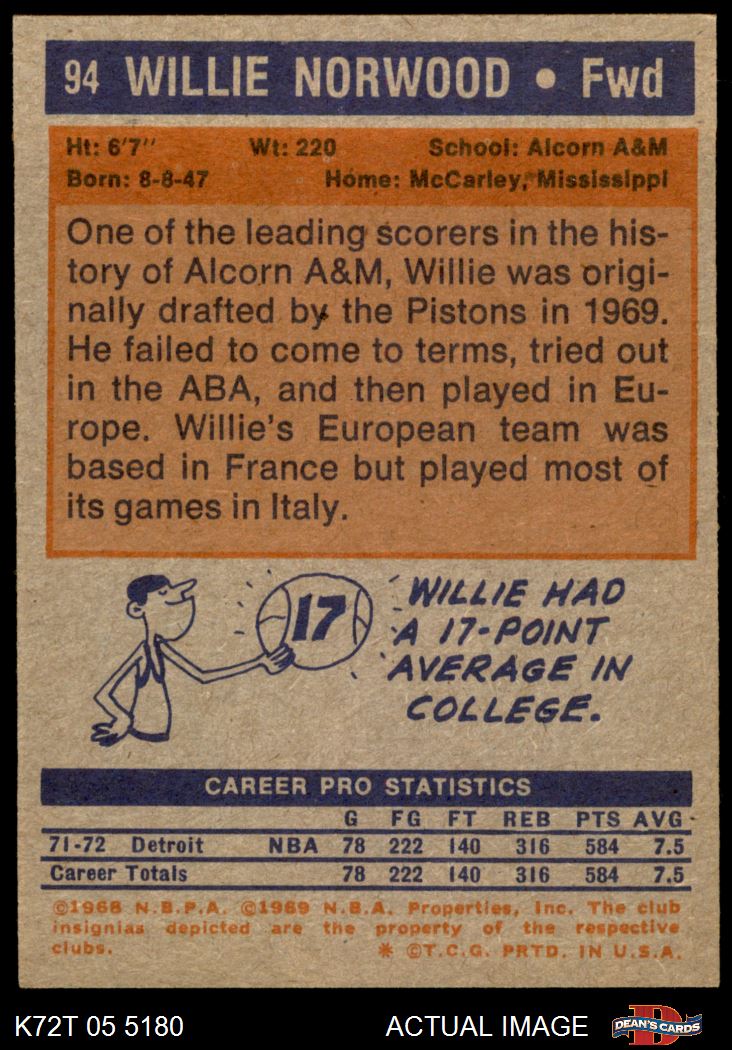 94 WILLIE NORWOOD • Fwd
Ht: 6'7" Wt: 220 School: Alcorn A&M
Born: 8-8-47 Home: McCarley, Mississippi
One of the leading scorers in the his-
tory of Alcorn A&M, Willie was origi-
nally drafted by the Pistons in 1969.
He failed to come to terms, tried out
in the ABA, and then played in Eu-
rope. Willie's European team was
based in France but played most of
its games in Italy.
17
WILLIE HAD
A 17-POINT
AVERAGE IN
COLLEGE.
CAREER PRO STATISTICS
G FG FT REB PTS AVG
71-72 Detroit NBA 78 222 140 316 584 7.5
Career Totals 78 222 140 316 584 7.5
©1968 N.B.P.A. ©1969 N.B.A. Properties, Inc. The club
insignias depicted are the property of the respective
clubs. * ©T.C.G. PRTD. IN U.S.A.
K72T 05 5180 ACTUAL IMAGE D DEAN'S CARDS